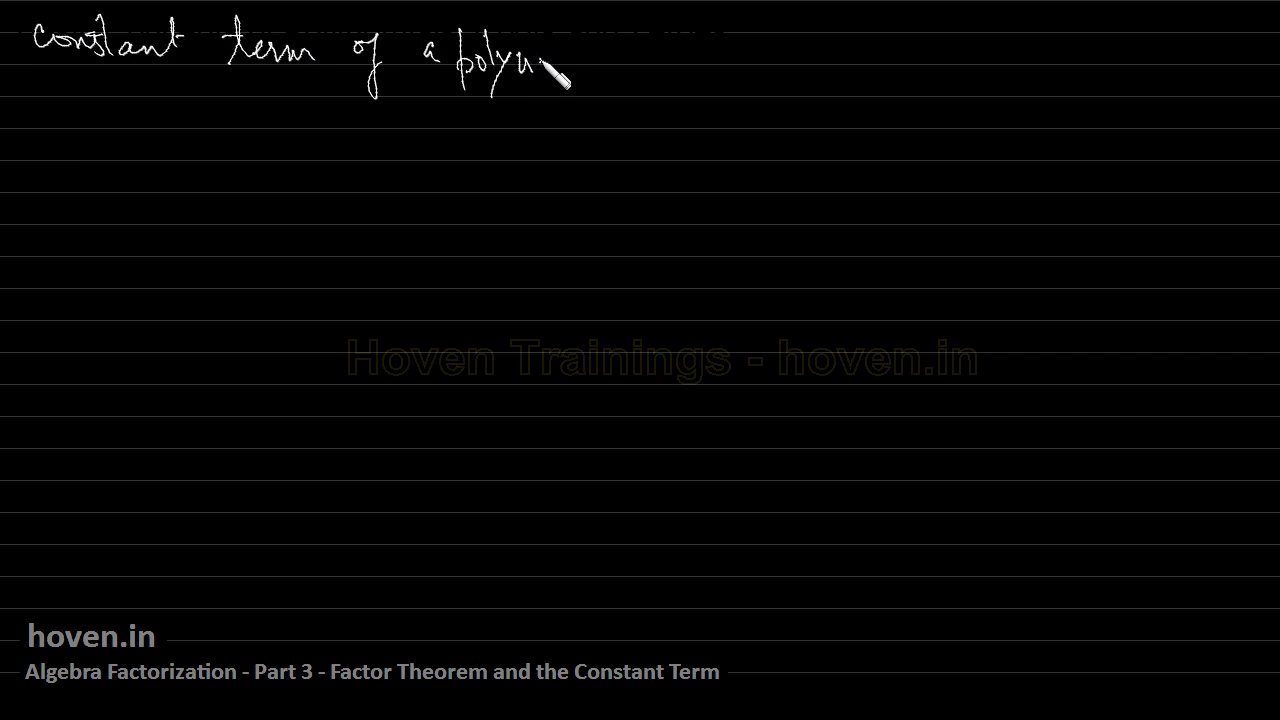 constant term of a polyn
Hoven Trainings - hoven.in
hoven.in
Algebra Factorization - Part 3 - Factor Theorem and the Constant Term